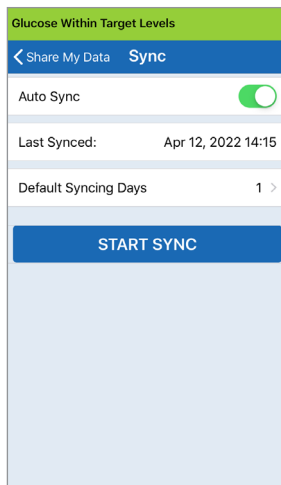 Glucose Within Target Levels
Share My Data Sync
Auto Sync
Last Synced: Apr 12, 2022 14:15
Default Syncing Days 1
START SYNC